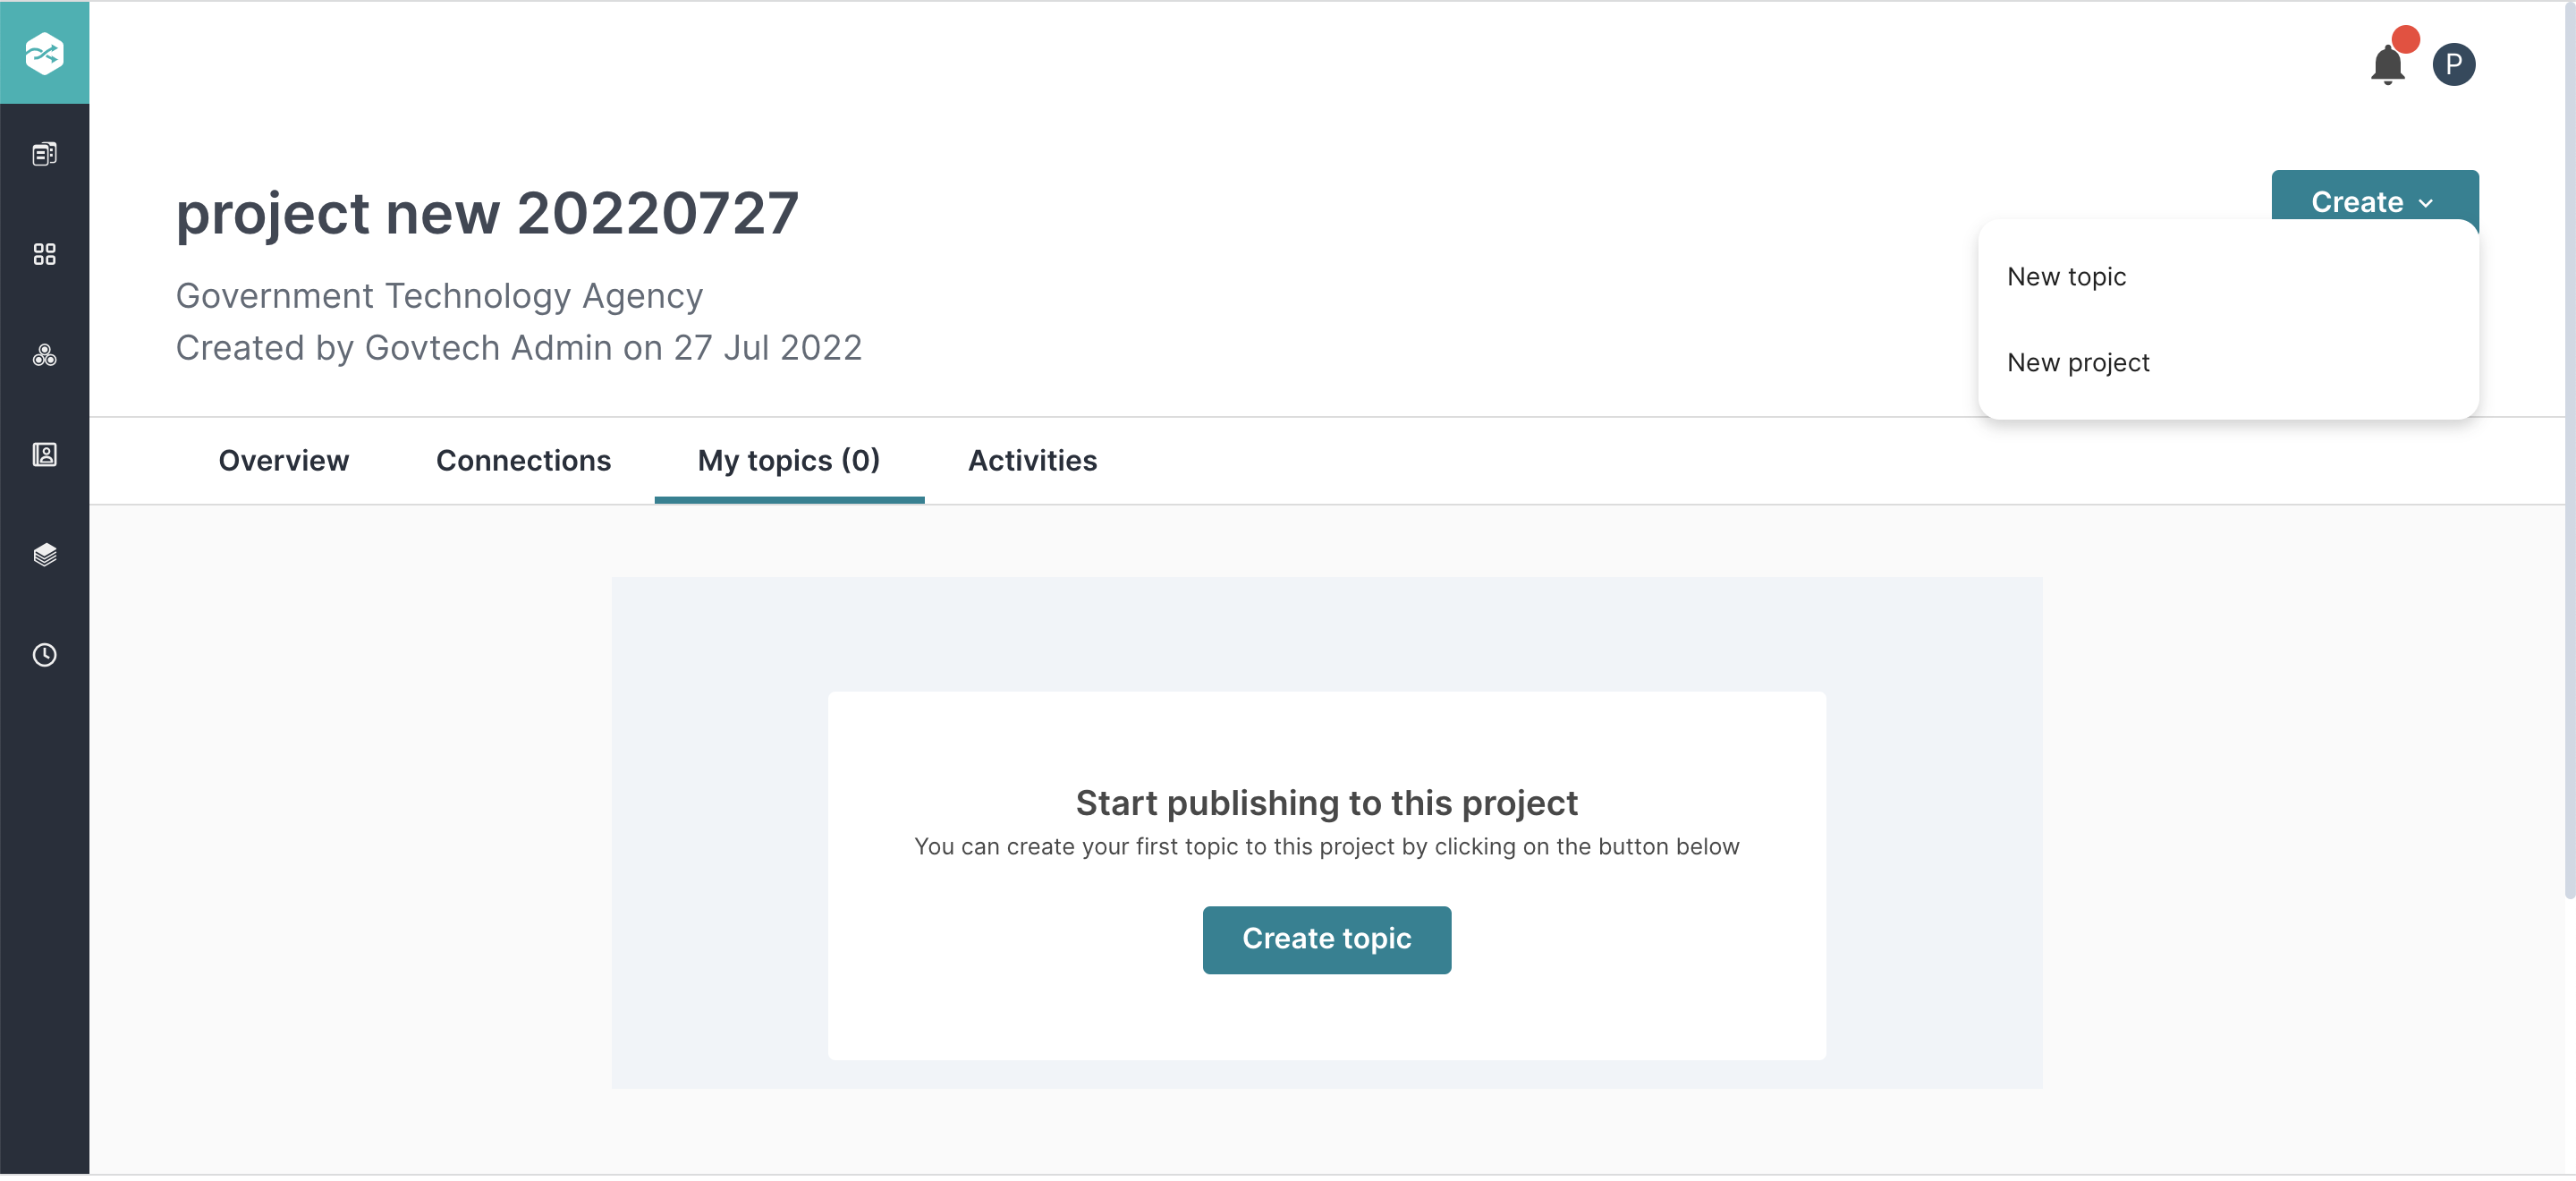 P
project new 20220727
Create
Government Technology Agency
Created by Govtech Admin on 27 Jul 2022
New topic
New project
Overview
Connections
My topics (0)
Activities
Start publishing to this project
You can create your first topic to this project by clicking on the button below
Create topic